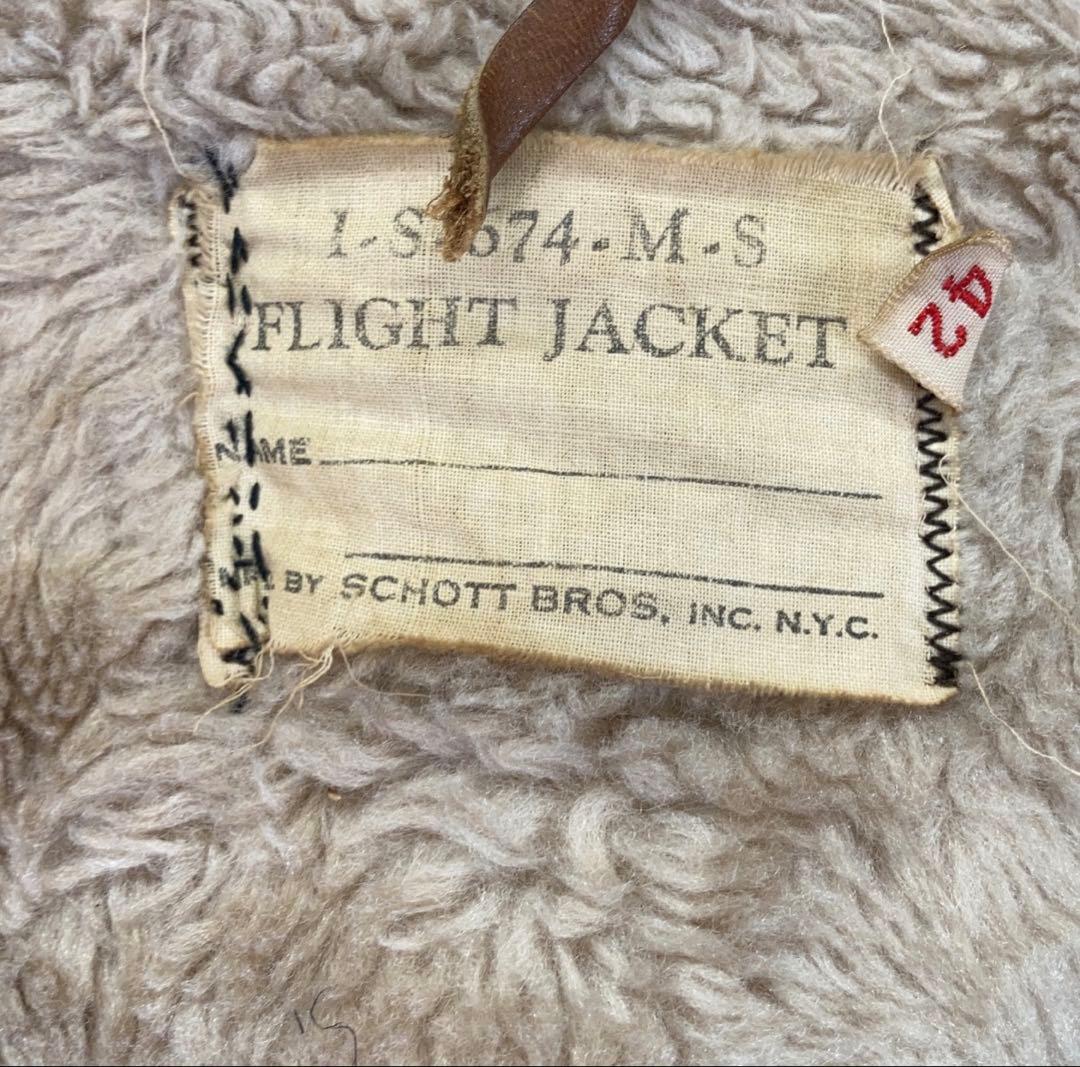 I-S-674-M-S
FLIGHT JACKET
42
NAME
BY SCHOTT BROS, INC. N.Y.C.